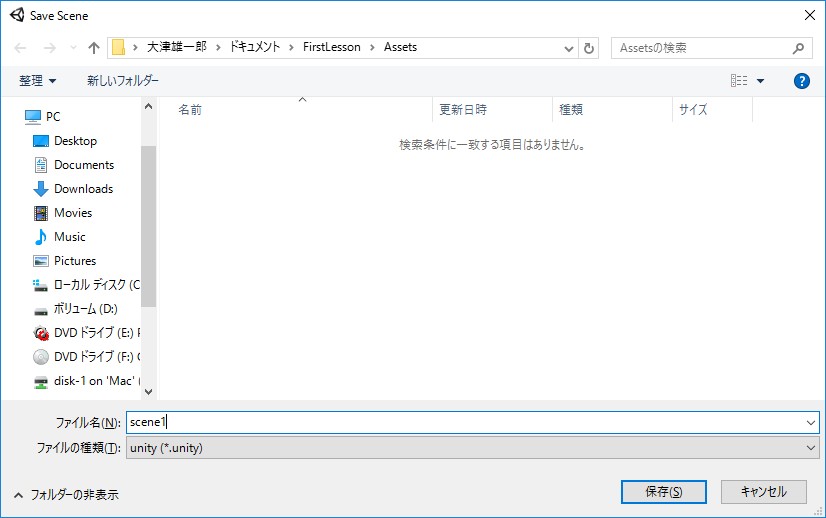 Save Scene
大津雄一郎 › ドキュメント › FirstLesson › Assets
Assetsの検索
整理
新しいフォルダー
名前 更新日時 種類 サイズ
検索条件に一致する項目はありません。
PC
Desktop
Documents
Downloads
Movies
Music
Pictures
ローカル ディスク (C
ボリューム (D:)
DVD ドライブ (E:)
DVD ドライブ (F:)
disk-1 on 'Mac' (
ファイル名(N): scene1
ファイルの種類(T): unity (*.unity)
フォルダーの非表示
保存(S)
キャンセル